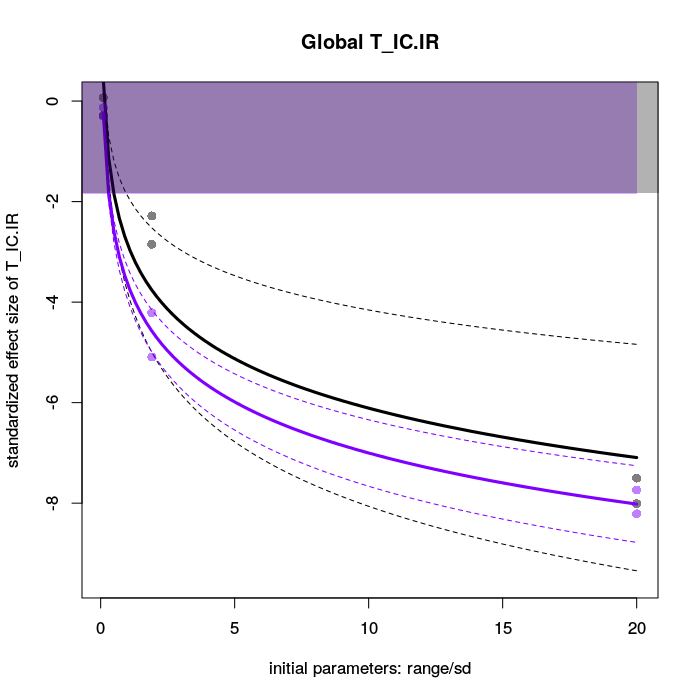 Global T_IC.IR
standardized effect size of T_IC.IR
0
-2
-4
-6
-8
0 5 10 15 20
initial parameters: range/sd